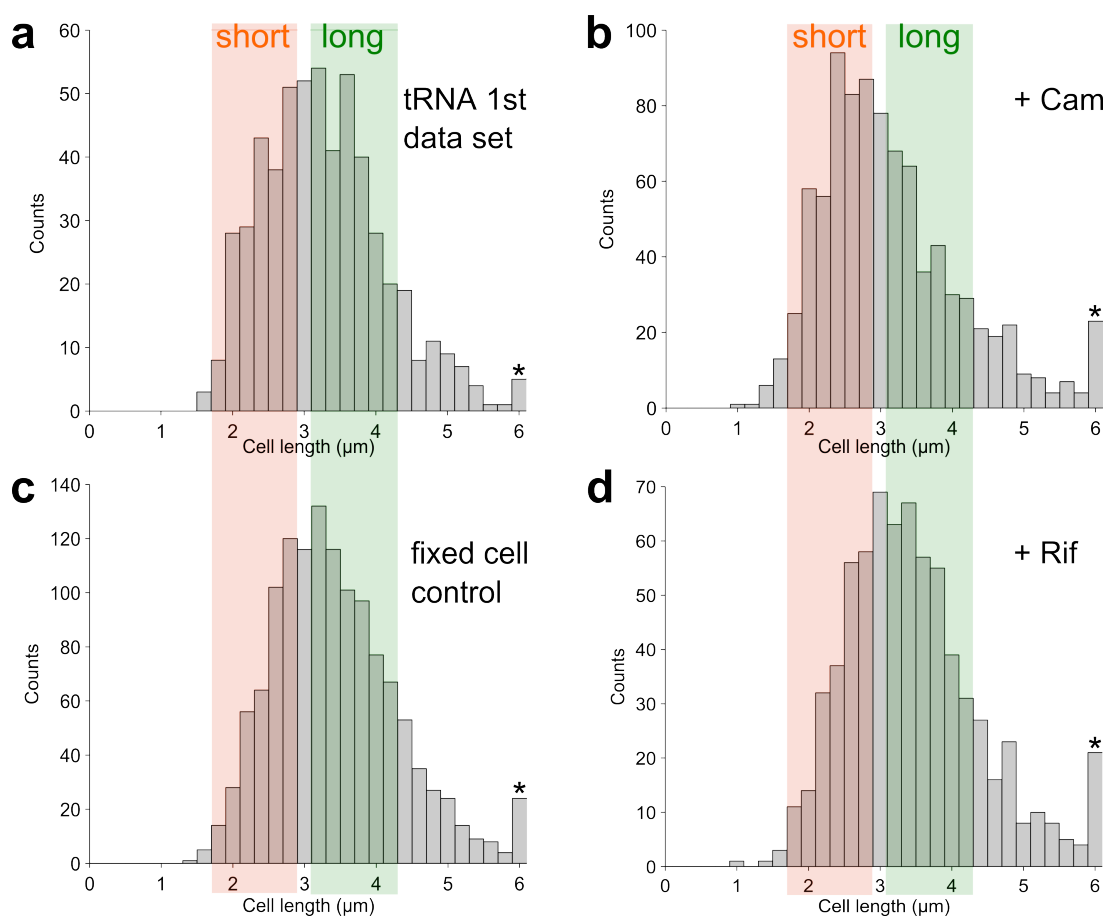 a
short long
60
50
40
30
20
10
0
Counts
tRNA 1st
data set
*
0 1 2 3 4 5 6
Cell length (µm)
b
short long
100
80
60
40
20
0
Counts
+ Cam
*
0 1 2 3 4 5 6
Cell length (µm)
c
140
120
100
80
60
40
20
0
Counts
fixed cell
control
*
0 1 2 3 4 5 6
Cell length (µm)
d
70
60
50
40
30
20
10
0
Counts
+ Rif
*
0 1 2 3 4 5 6
Cell length (µm)